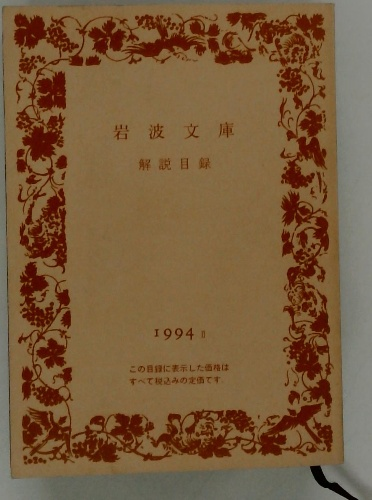 岩波文庫
解説目録
1994 II
この目録に表示した価格は
すべて税込みの定価です